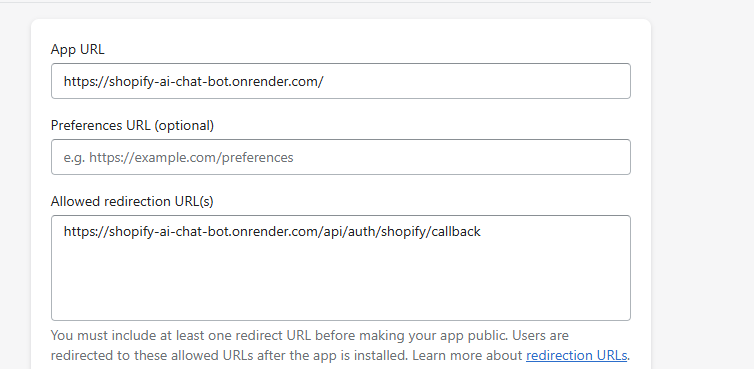 App URL
https://shopify-ai-chat-bot.onrender.com/
Preferences URL (optional)
e.g. https://example.com/preferences
Allowed redirection URL(s)
https://shopify-ai-chat-bot.onrender.com/api/auth/shopify/callback
You must include at least one redirect URL before making your app public. Users are
redirected to these allowed URLs after the app is installed. Learn more about redirection URLs.